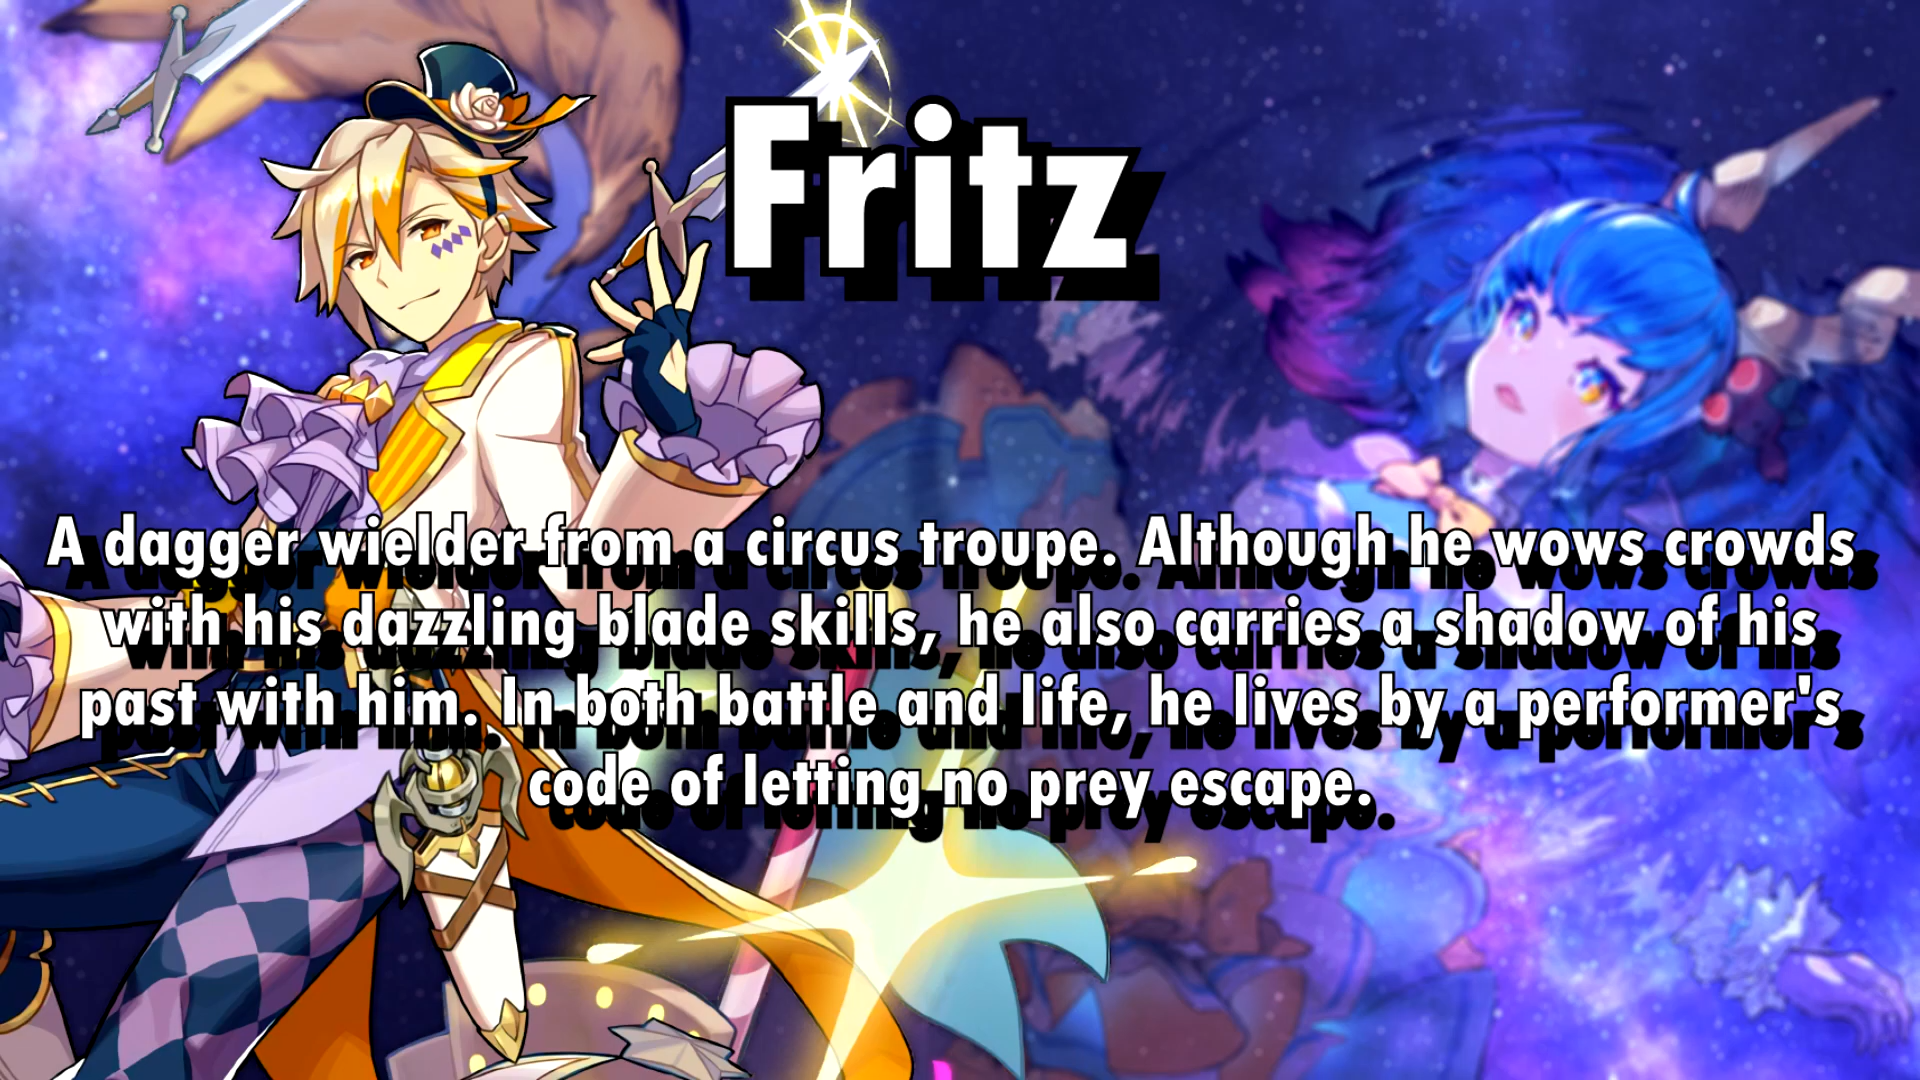 Fritz
A dagger wielder from a circus troupe. Although he wows crowds
with his dazzling blade skills, he also carries a shadow of his
past with him. In both battle and life, he lives by a performer's
code of letting no prey escape.